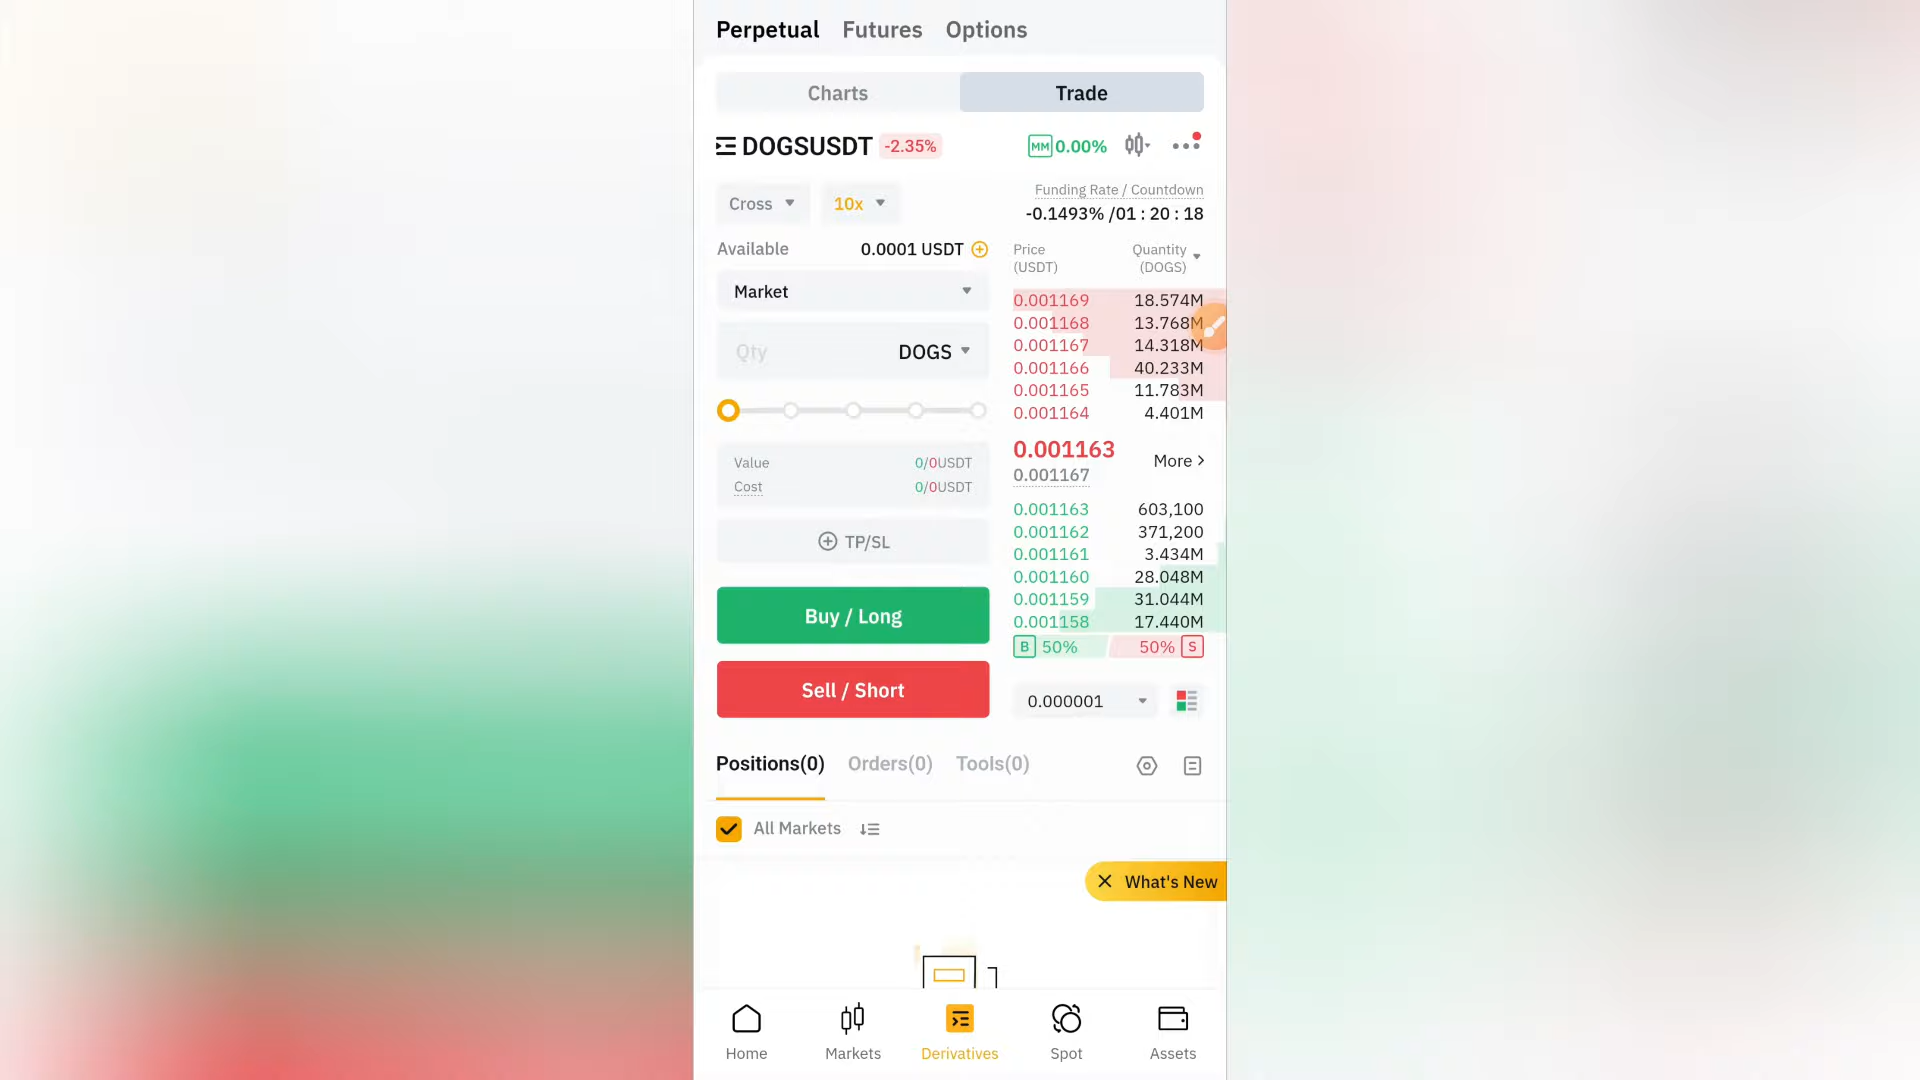 Perpetual Futures Options
Charts Trade
DOGSUSDT -2.35% MM 0.00%
Cross 10x
Funding Rate / Countdown
-0.1493% /01 : 20 : 18
Available 0.0001 USDT
Price (USDT) Quantity (DOGS)
Market
Qty DOGS
0.001169 18.574M
0.001168 13.768M
0.001167 14.318M
0.001166 40.233M
0.001165 11.783M
0.001164 4.401M
0.001163
0.001167
More >
Value 0/0USDT
Cost 0/0USDT
TP/SL
0.001163 603,100
0.001162 371,200
0.001161 3.434M
0.001160 28.048M
0.001159 31.044M
0.001158 17.440M
B 50% 50% S
Buy / Long
Sell / Short
0.000001
Positions(0) Orders(0) Tools(0)
All Markets
What's New
Home Markets Derivatives Spot Assets